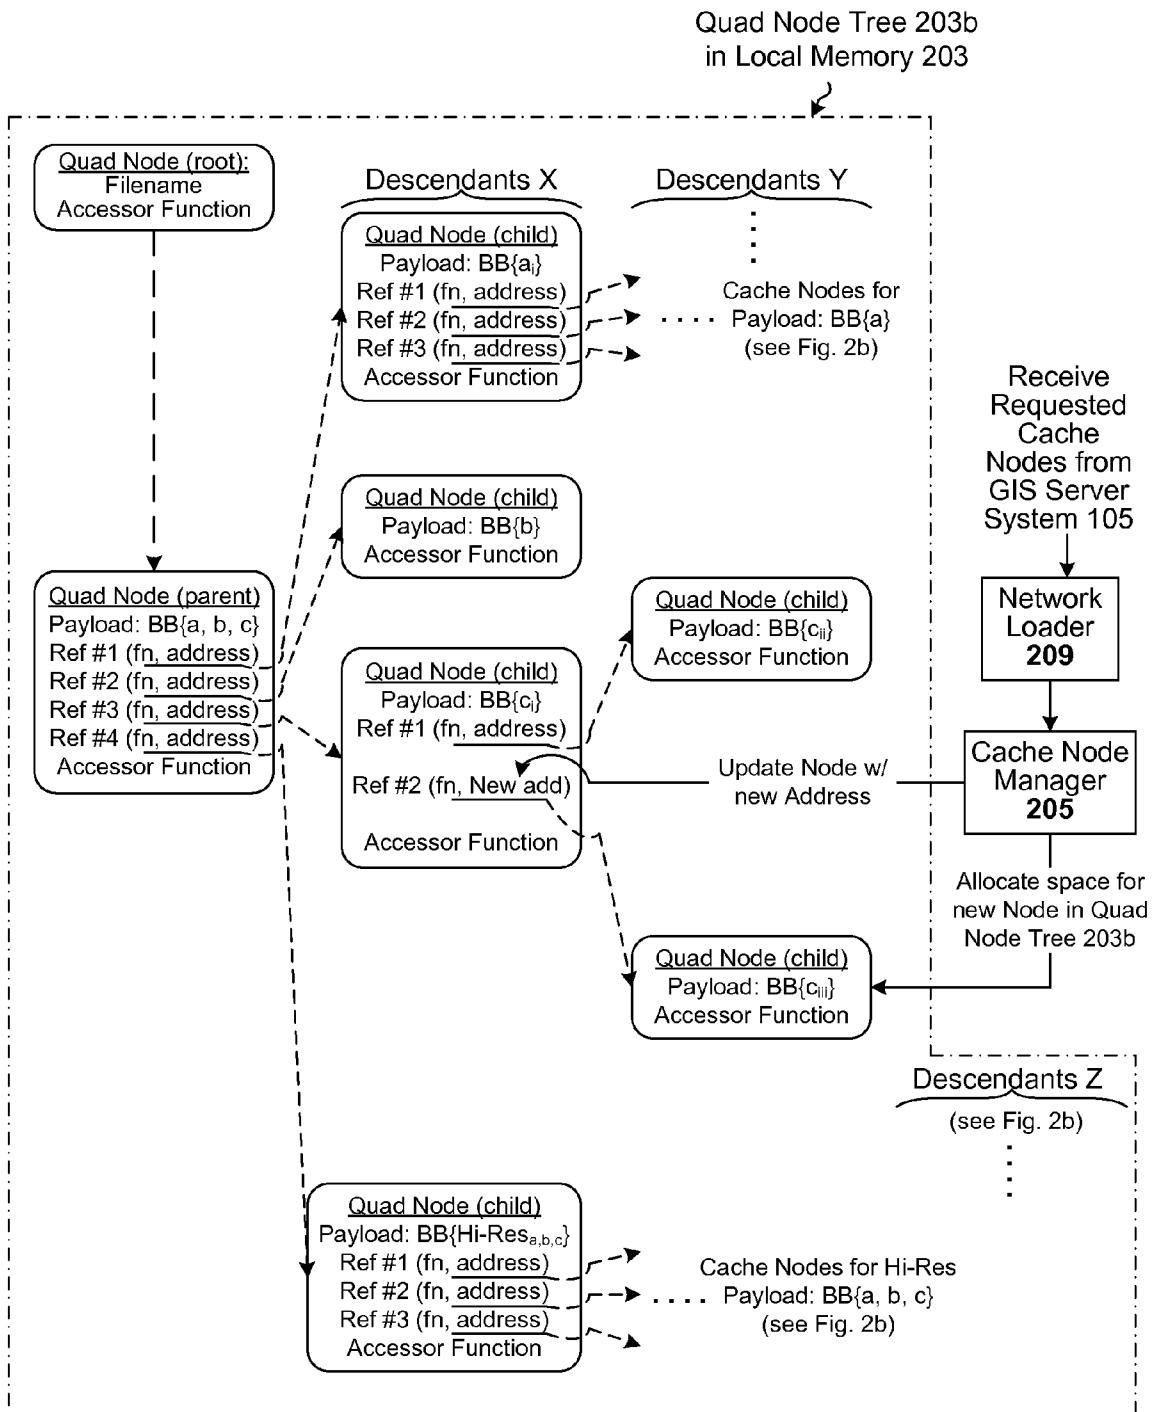 Quad Node Tree 203b
in Local Memory 203
Quad Node (root):
Filename
Accessor Function
Descendants X
Descendants Y
Quad Node (child)
Payload: BB{ai}
Ref #1 (fn, address)
Ref #2 (fn, address)
Ref #3 (fn, address)
Accessor Function
Cache Nodes for
Payload: BB{a}
(see Fig. 2b)
Receive
Requested
Cache
Nodes from
GIS Server
System 105
Quad Node (child)
Payload: BB{b}
Accessor Function
Quad Node (parent)
Payload: BB{a, b, c}
Ref #1 (fn, address)
Ref #2 (fn, address)
Ref #3 (fn, address)
Ref #4 (fn, address)
Accessor Function
Quad Node (child)
Payload: BB{ci}
Ref #1 (fn, address)
Ref #2 (fn, New add)
Accessor Function
Quad Node (child)
Payload: BB{cii}
Accessor Function
Network
Loader
209
Update Node w/
new Address
Cache Node
Manager
205
Allocate space for
new Node in Quad
Node Tree 203b
Quad Node (child)
Payload: BB{ciii}
Accessor Function
Descendants Z
(see Fig. 2b)
Quad Node (child)
Payload: BB{Hi-Resa,b,c}
Ref #1 (fn, address)
Ref #2 (fn, address)
Ref #3 (fn, address)
Accessor Function
Cache Nodes for Hi-Res
Payload: BB{a, b, c}
(see Fig. 2b)